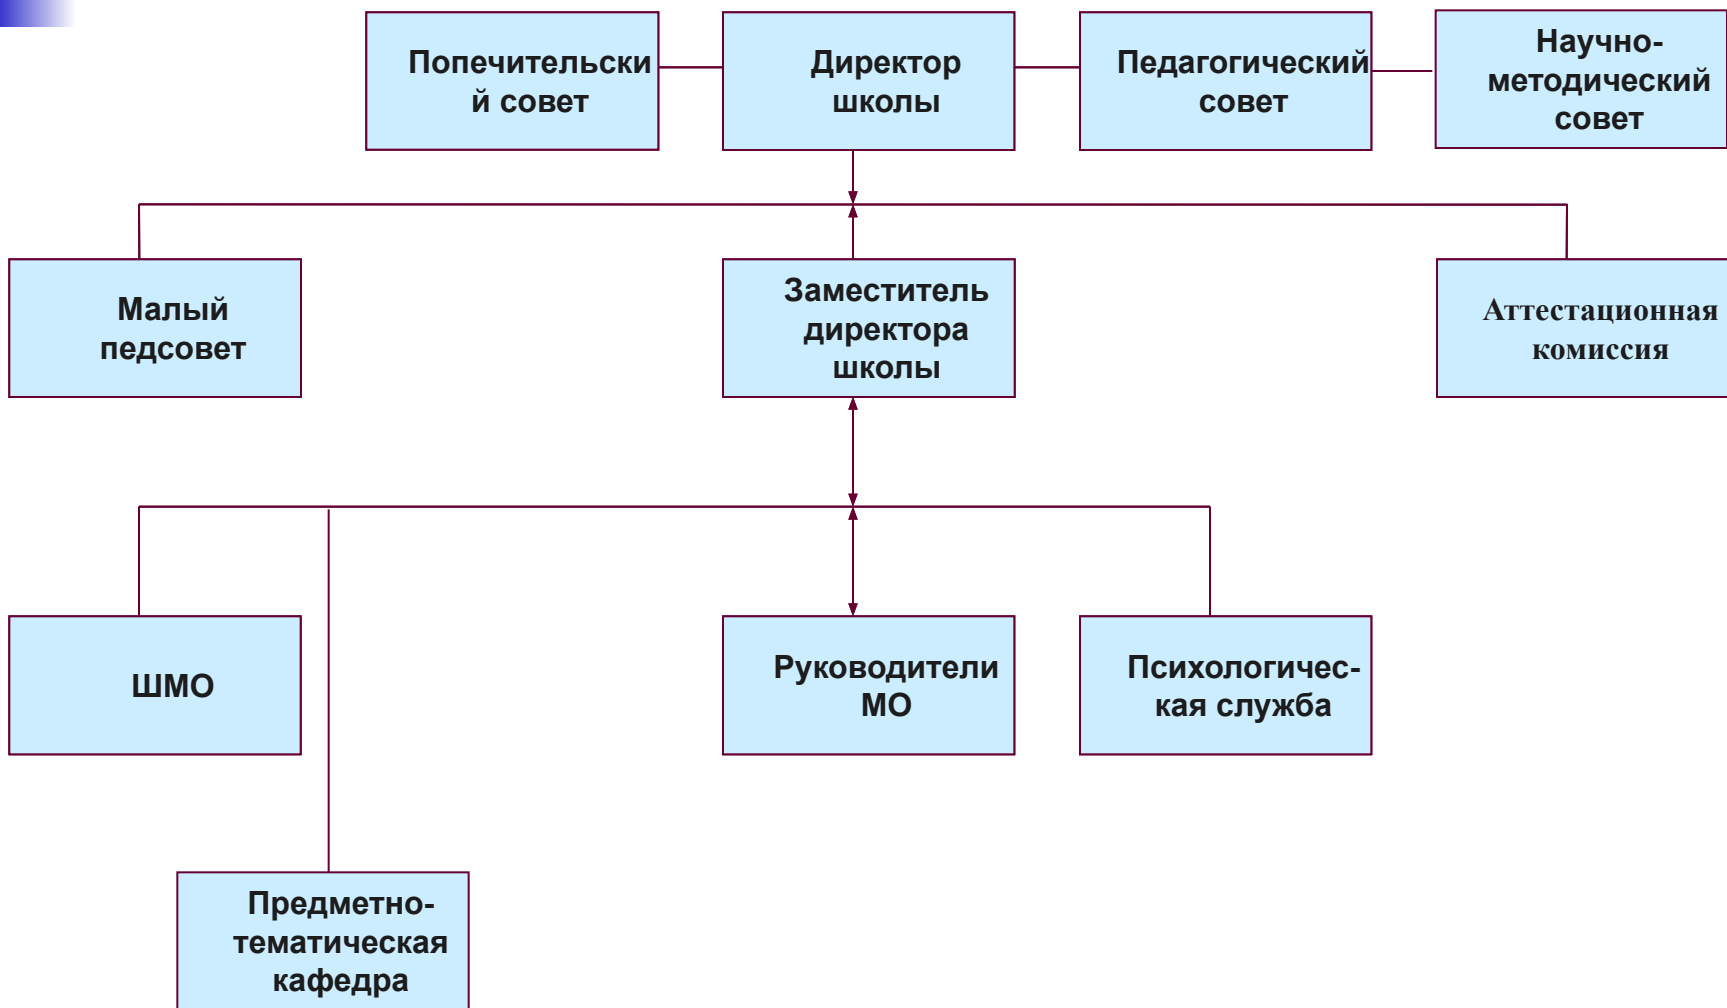 Попечительски
й совет
Директор
школы
Педагогический
совет
Научно-
методический
совет
Малый
педсовет
Заместитель
директора
школы
Аттестационная
комиссия
ШМО
Руководители
МО
Психологичес-
кая служба
Предметно-
тематическая
кафедра